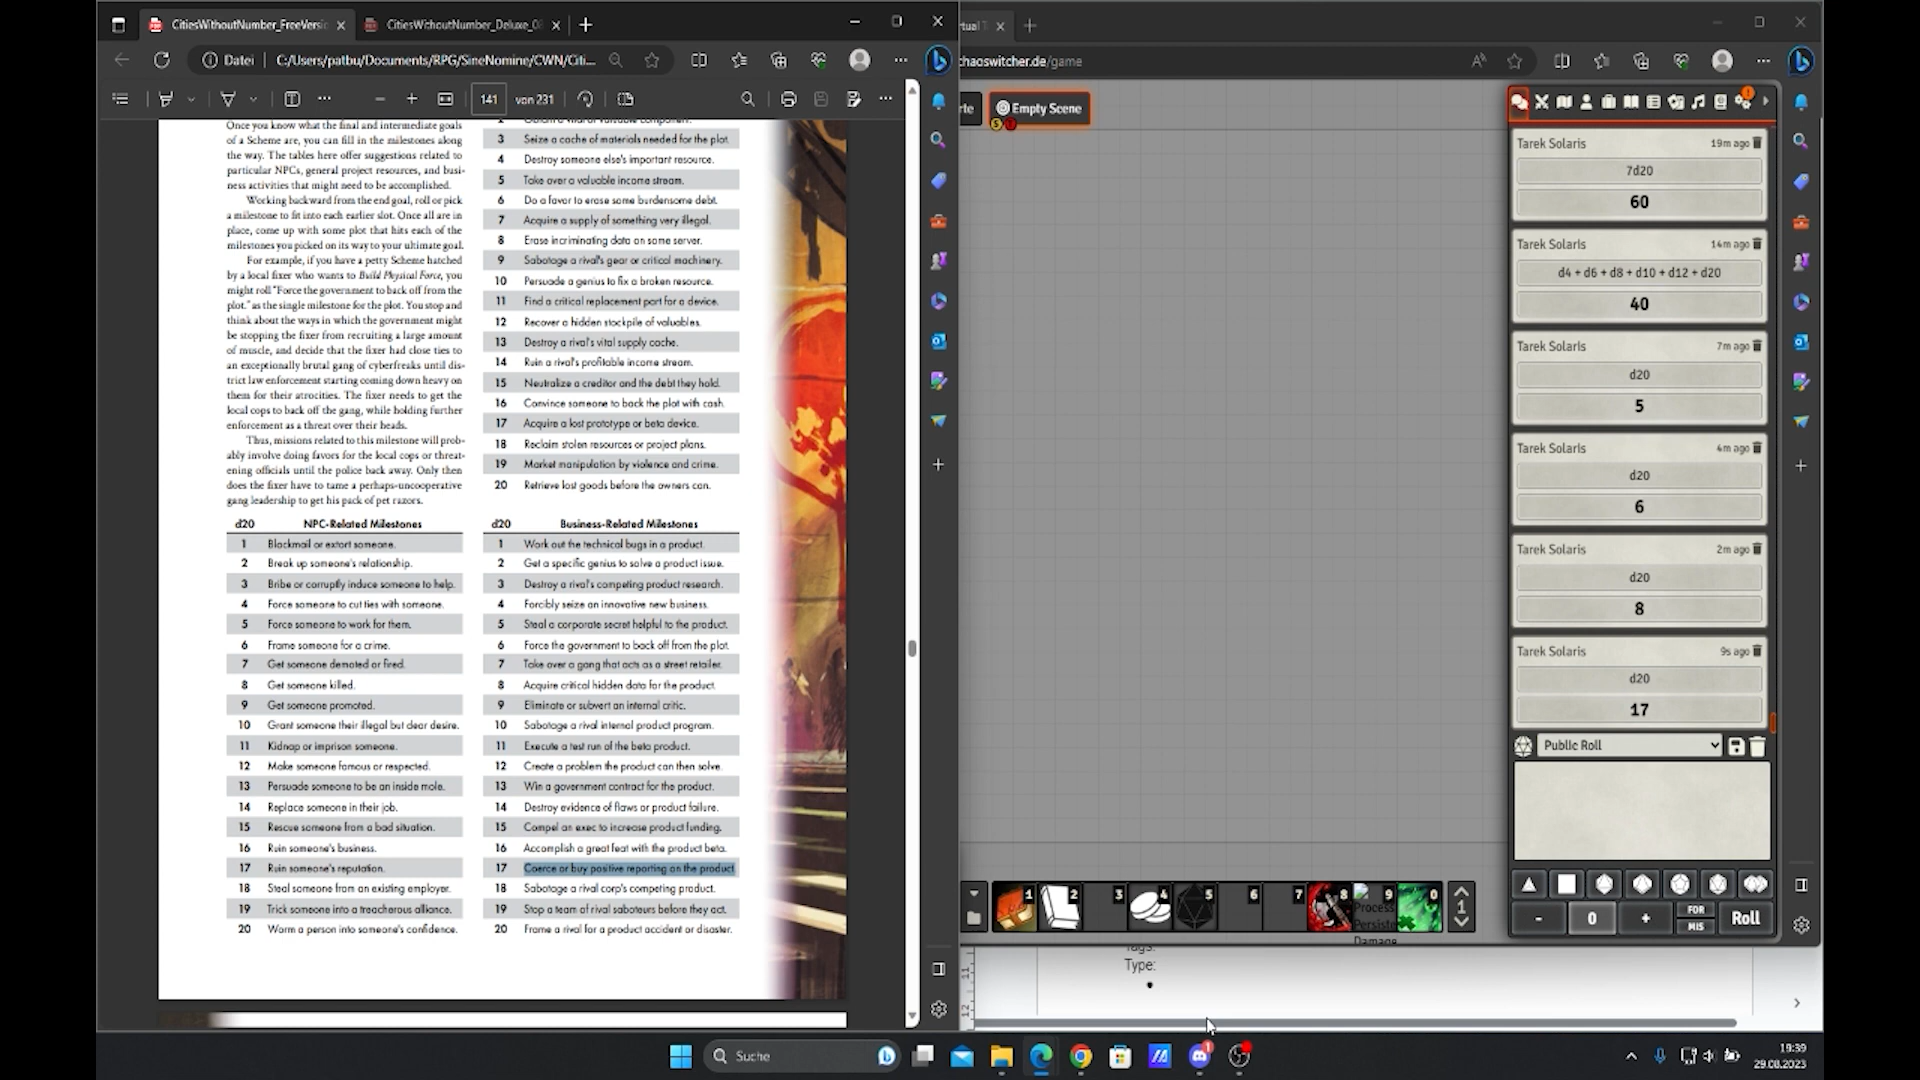 CitiesWithoutNumber_FreeVersi
CitiesWithoutNumber_Deluxe_0
Datei
C:/Users/patbu/Documents/RPG/SineNomine/CWN/Citi...
141
von 231
Once you know what the final and intermediate goals
of a Scheme are, you can fill in the milestones along
the way. The tables here offer suggestions related to
particular NPCs, general project resources, and busi-
ness activities that might need to be accomplished.
Working backward from the end goal, roll or pick
a milestone to fit into each earlier slot. Once all are in
place, come up with some plot that hits each of the
milestones you picked on its way to your ultimate goal.
For example, if you have a petty Scheme hatched
by a local fixer who wants to Build Physical Force, you
might roll "Force the government to back off from the
plot." as the single milestone for the plot. You stop and
think about the ways in which the government might
be stopping the fixer from recruiting a large amount
of muscle, and decide that the fixer had close ties to
an exceptionally brutal gang of cyberfreaks until dis-
trict law enforcement starting coming down heavy on
them for their atrocities. The fixer needs to get the
local cops to back off the gang, while holding further
enforcement as a threat over their heads.
Thus, missions related to this milestone will prob-
ably involve doing favors for the local cops or threat-
ening officials until the police back away. Only then
does the fixer have to tame a perhaps-uncooperative
gang leadership to get his pack of pet razors.
d20 NPC-Related Milestones
1 Blackmail or extort someone.
2 Break up someone's relationship.
3 Bribe or corruptly induce someone to help.
4 Force someone to cut ties with someone.
5 Force someone to work for them.
6 Frame someone for a crime.
7 Get someone demoted or fired.
8 Get someone killed.
9 Get someone promoted.
10 Grant someone their illegal but dear desire.
11 Kidnap or imprison someone.
12 Make someone famous or respected.
13 Persuade someone to be an inside mole.
14 Replace someone in their job.
15 Rescue someone from a bad situation.
16 Ruin someone's business.
17 Ruin someone's reputation.
18 Steal someone from an existing employer.
19 Trick someone into a treacherous alliance.
20 Worm a person into someone's confidence.
2 Obtain a vital or valuable component.
3 Seize a cache of materials needed for the plot.
4 Destroy someone else's important resource.
5 Take over a valuable income stream.
6 Do a favor to erase some burdensome debt.
7 Acquire a supply of something very illegal.
8 Erase incriminating data on some server.
9 Sabotage a rival's gear or critical machinery.
10 Persuade a genius to fix a broken resource.
11 Find a critical replacement part for a device.
12 Recover a hidden stockpile of valuables.
13 Destroy a rival's vital supply cache.
14 Ruin a rival's profitable income stream.
15 Neutralize a creditor and the debt they hold.
16 Convince someone to back the plot with cash.
17 Acquire a lost prototype or beta device.
18 Reclaim stolen resources or project plans.
19 Market manipulation by violence and crime.
20 Retrieve lost goods before the owners can.
d20 Business-Related Milestones
1 Work out the technical bugs in a product.
2 Get a specific genius to solve a product issue.
3 Destroy a rival's competing product research.
4 Forcibly seize an innovative new business.
5 Steal a corporate secret helpful to the product.
6 Force the government to back off from the plot.
7 Take over a gang that acts as a street retailer.
8 Acquire critical hidden data for the product.
9 Eliminate or subvert an internal critic.
10 Sabotage a rival internal product program.
11 Execute a test run of the beta product.
12 Create a problem the product can then solve.
13 Win a government contract for the product.
14 Destroy evidence of flaws or product failure.
15 Compel an exec to increase product funding.
16 Accomplish a great feat with the product beta.
17 Coerce or buy positive reporting on the product
18 Sabotage a rival corp's competing product.
19 Stop a team of rival saboteurs before they act.
20 Frame a rival for a product accident or disaster.
tual T
chaoswitcher.de/game
rte
Empty Scene
S
T
Tarek Solaris 19m ago
7d20
60
Tarek Solaris 14m ago
d4 + d6 + d8 + d10 + d12 + d20
40
Tarek Solaris 7m ago
d20
5
Tarek Solaris 4m ago
d20
6
Tarek Solaris 2m ago
d20
8
Tarek Solaris 9s ago
d20
17
Public Roll
- 0 + FOR MIS Roll
1 2 3 4 5 6 7 8 9 0
1
Process
Persiste
Damage
Tags:
Type:
11
12
Suche
1
19:39
29.08.2023